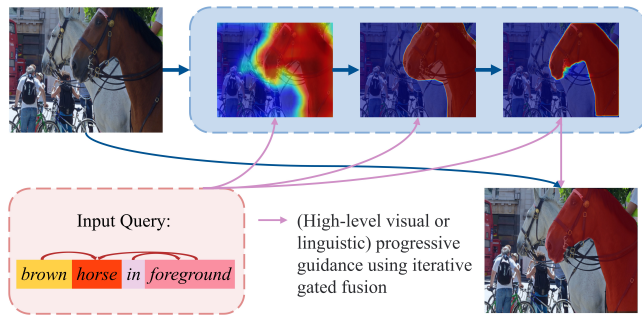 Input Query:
brown horse in foreground
(High-level visual or
linguistic) progressive
guidance using iterative
gated fusion